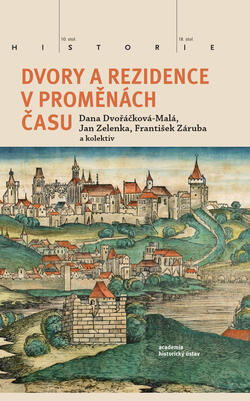 10. stol.
18. stol.
HISTORIE
DVORY A REZIDENCE
V PROMĚNÁCH
ČASU
Dana Dvořáčková-Malá,
Jan Zelenka, František Záruba
a kolektiv
academia
historický ústav